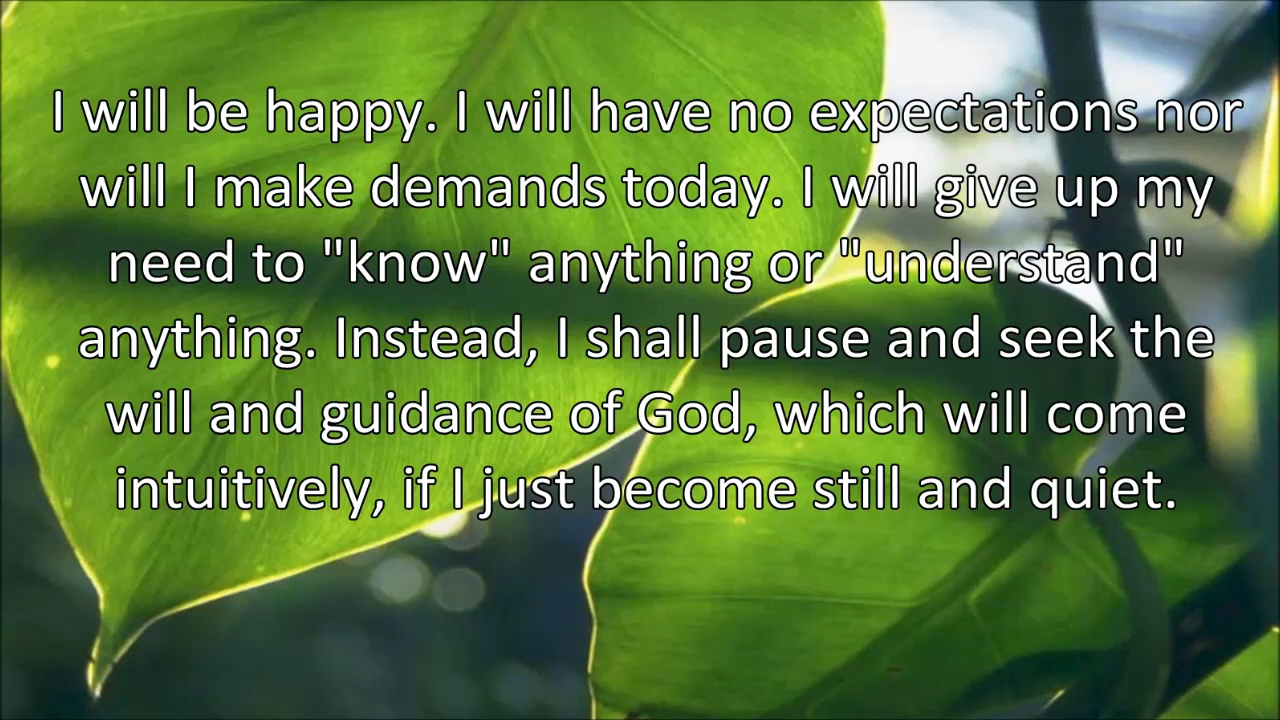 I will be happy. I will have no expectations nor
will I make demands today. I will give up my
need to "know" anything or "understand"
anything. Instead, I shall pause and seek the
will and guidance of God, which will come
intuitively, if I just become still and quiet.